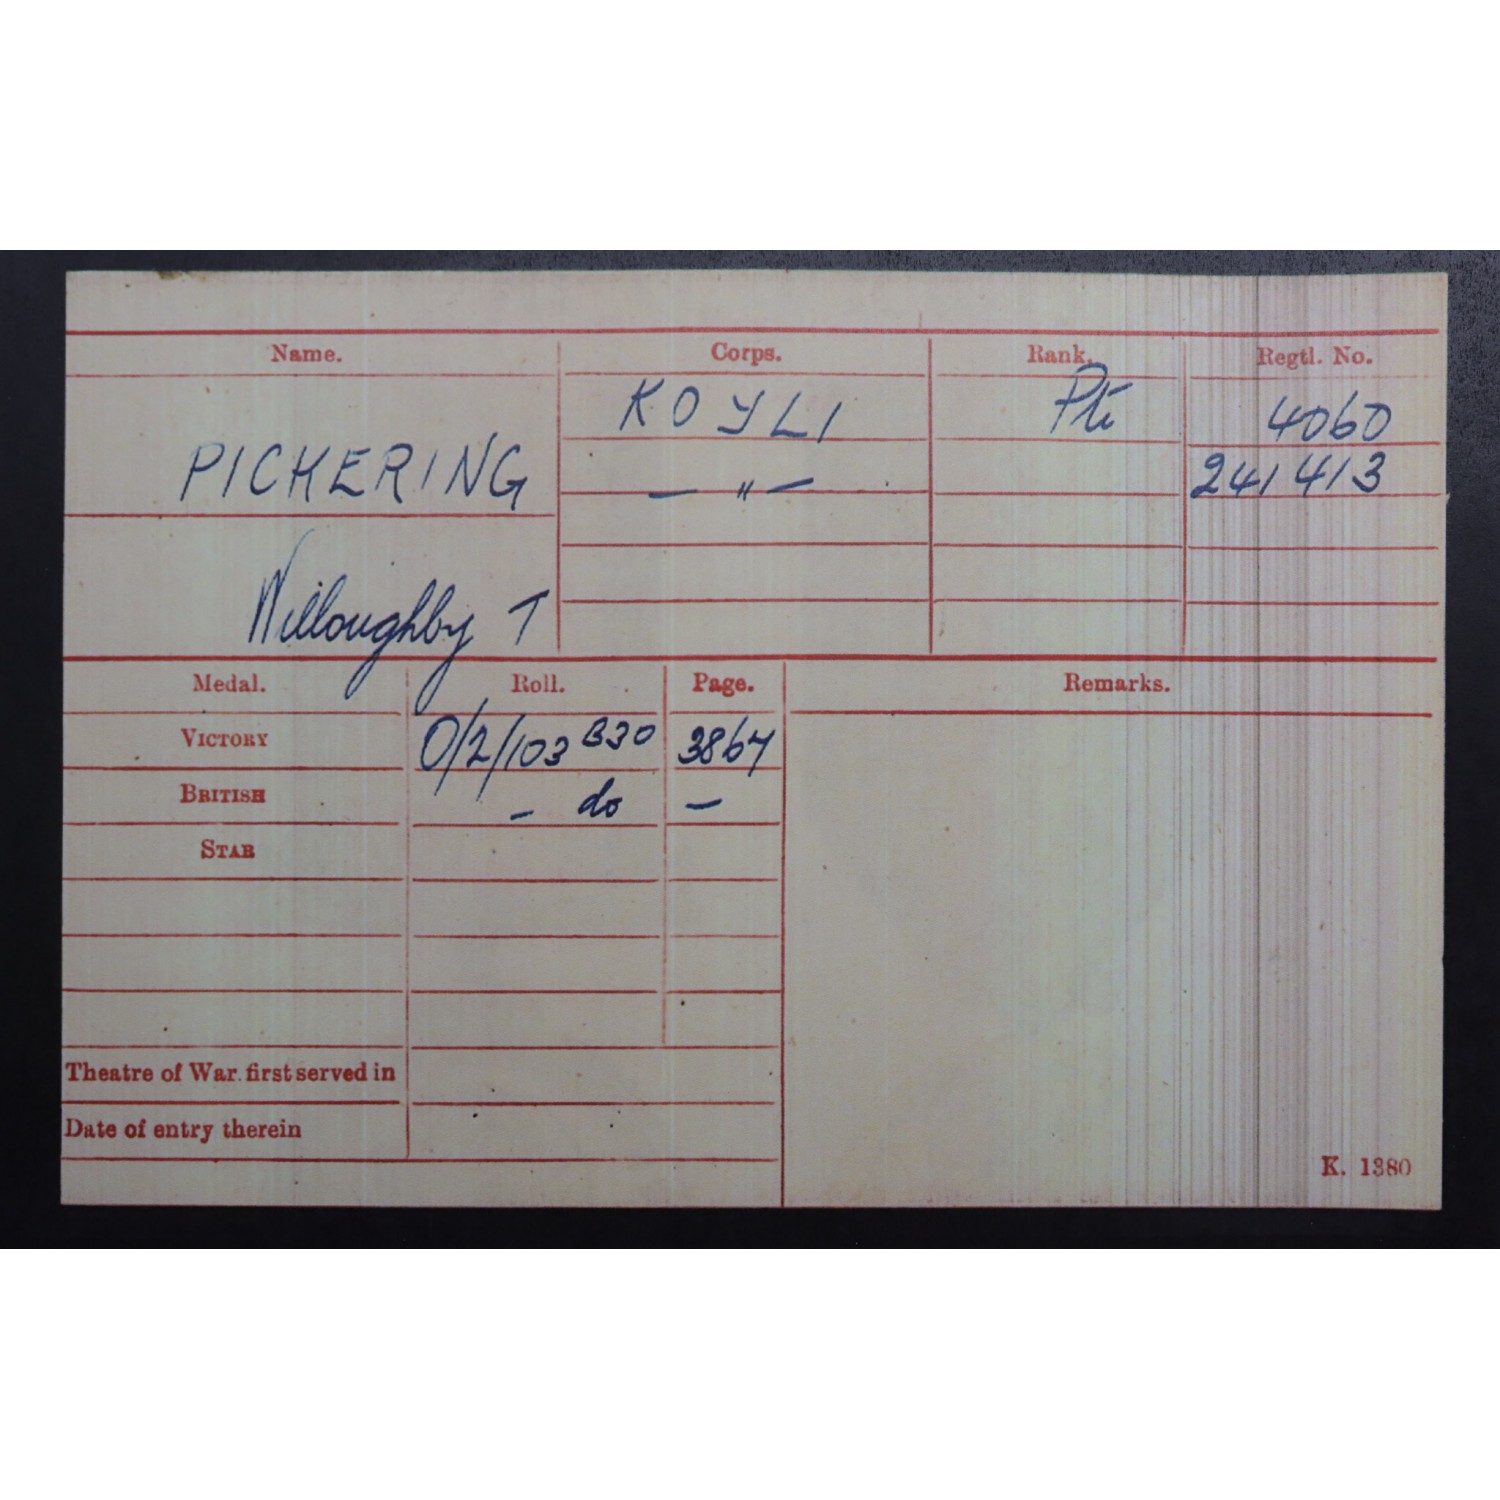 Name. Corps. Rank. Regtl. No.
KOYLI Pte 4060
PICKERING — " — 241413
Willoughby T
Medal. Roll. Page. Remarks.
VICTORY 0/2/103 B30 3867
BRITISH - do -
STAR
Theatre of War first served in
Date of entry therein
K. 1380